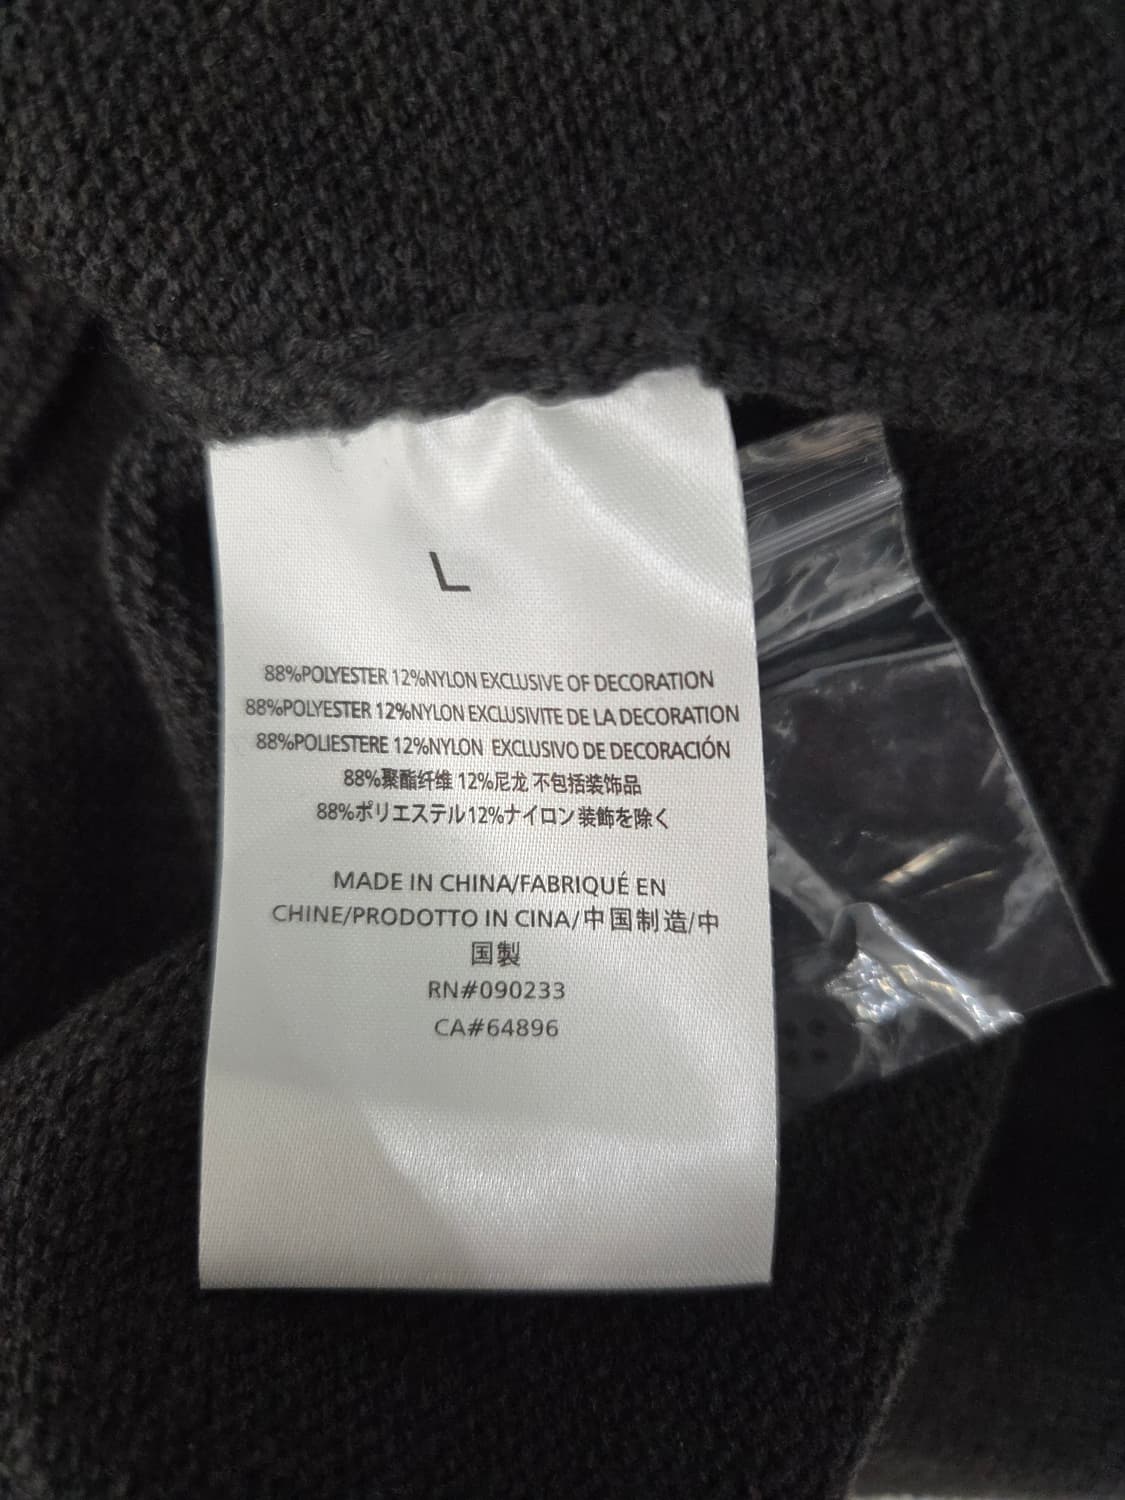 L
88%POLYESTER 12%NYLON EXCLUSIVE OF DECORATION
88%POLYESTER 12%NYLON EXCLUSIVITE DE LA DECORATION
88%POLIESTERE 12%NYLON EXCLUSIVO DE DECORACIÓN
88%聚酯纤维 12%尼龙 不包括装饰品
88%ポリエステル12%ナイロン 装飾を除く
MADE IN CHINA/FABRIQUÉ EN
CHINE/PRODOTTO IN CINA/中国制造/中
国製
RN#090233
CA#64896